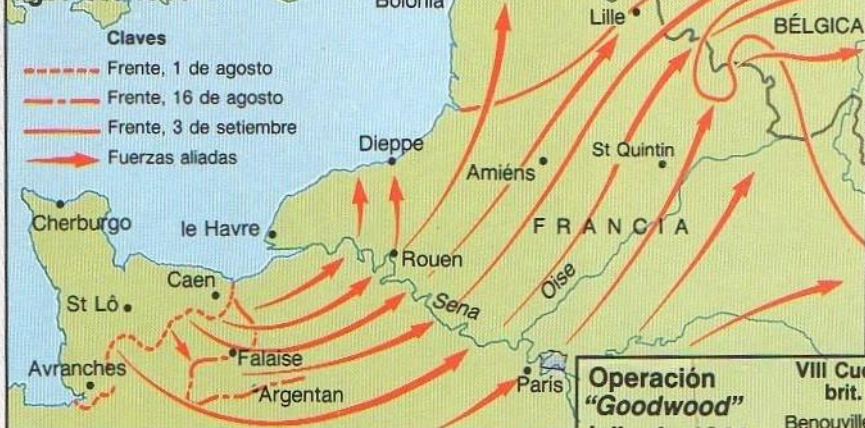 Bolonia
Lille
BÉLGICA
Claves
Frente, 1 de agosto
Frente, 16 de agosto
Frente, 3 de setiembre
Fuerzas aliadas
Dieppe
Amiéns
St Quintin
Cherburgo
le Havre
FRANCIA
Rouen
Caen
Oise
St Lô
Sena
Avranches
Falaise
Argentan
París
Operación
“Goodwood”
VIII
brit.